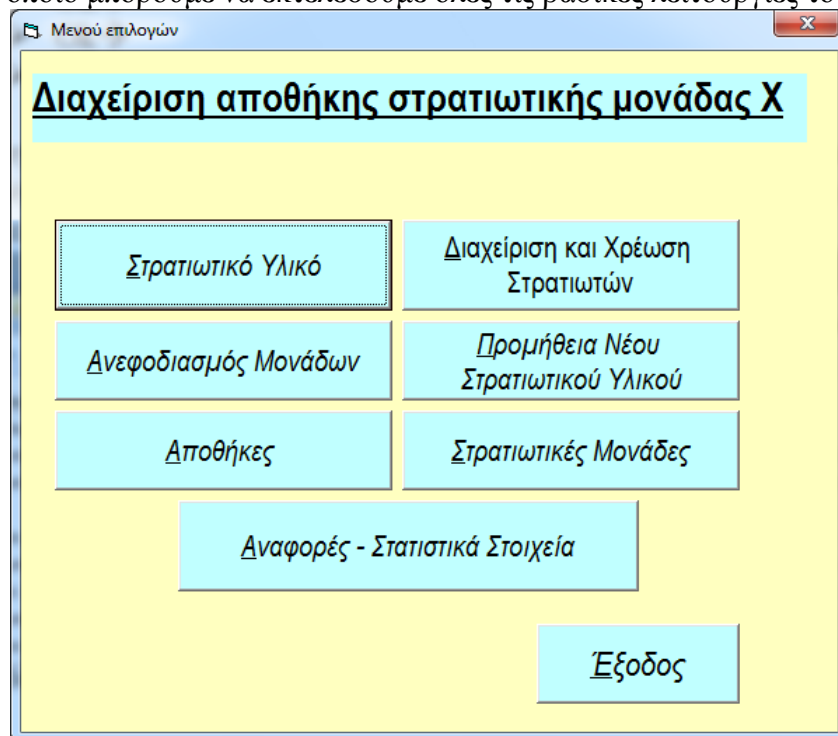 Μενού επιλογών
Διαχείριση αποθήκης στρατιωτικής μονάδας Χ
Στρατιωτικό Υλικό
Διαχείριση και Χρέωση
Στρατιωτών
Ανεφοδιασμός Μονάδων
Προμήθεια Νέου
Στρατιωτικού Υλικού
Αποθήκες
Στρατιωτικές Μονάδες
Αναφορές - Στατιστικά Στοιχεία
Έξοδος